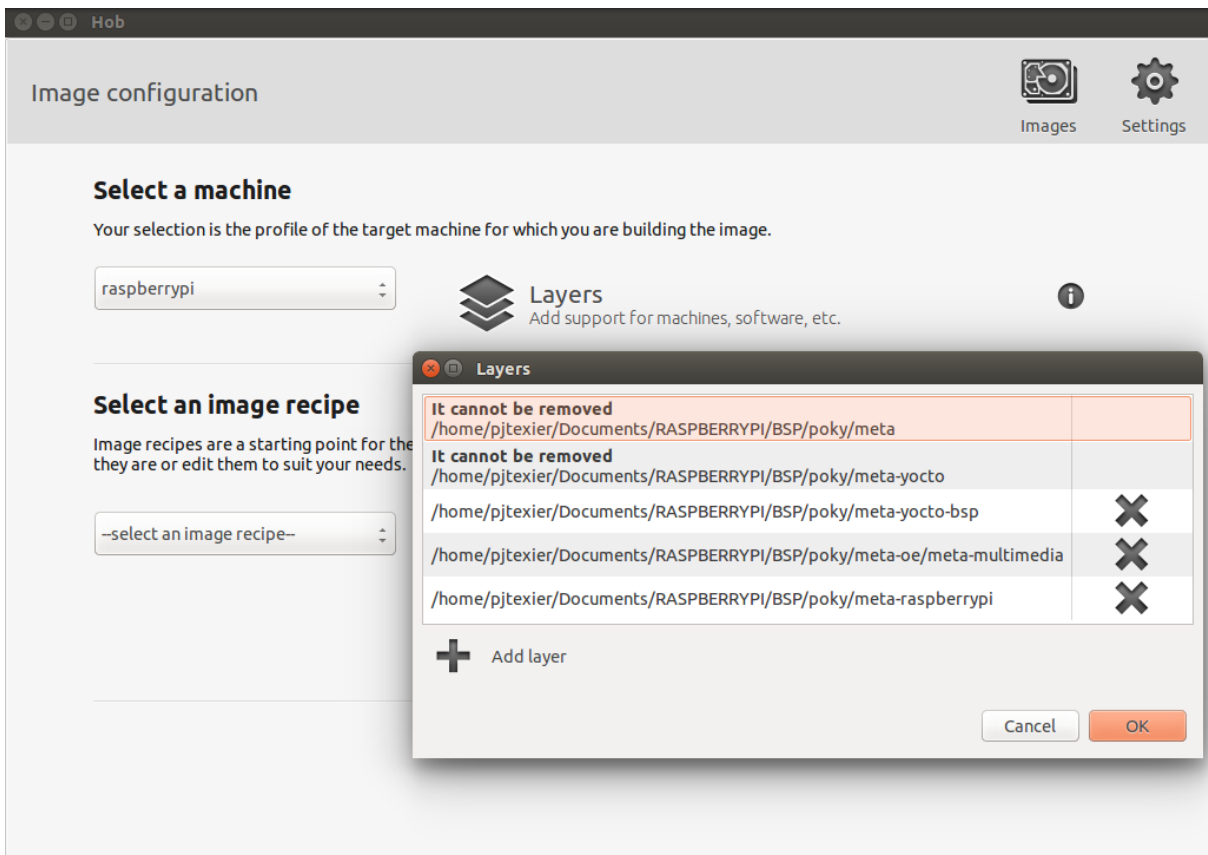 Hob
Image configuration
Images
Settings
Select a machine
Your selection is the profile of the target machine for which you are building the image.
raspberrypi
Layers
Add support for machines, software, etc.
Select an image recipe
Image recipes are a starting point for the
they are or edit them to suit your needs.
--select an image recipe--
Layers
It cannot be removed
/home/pjtexier/Documents/RASPBERRYPI/BSP/poky/meta
It cannot be removed
/home/pjtexier/Documents/RASPBERRYPI/BSP/poky/meta-yocto
/home/pjtexier/Documents/RASPBERRYPI/BSP/poky/meta-yocto-bsp
/home/pjtexier/Documents/RASPBERRYPI/BSP/poky/meta-oe/meta-multimedia
/home/pjtexier/Documents/RASPBERRYPI/BSP/poky/meta-raspberrypi
Add layer
Cancel
OK